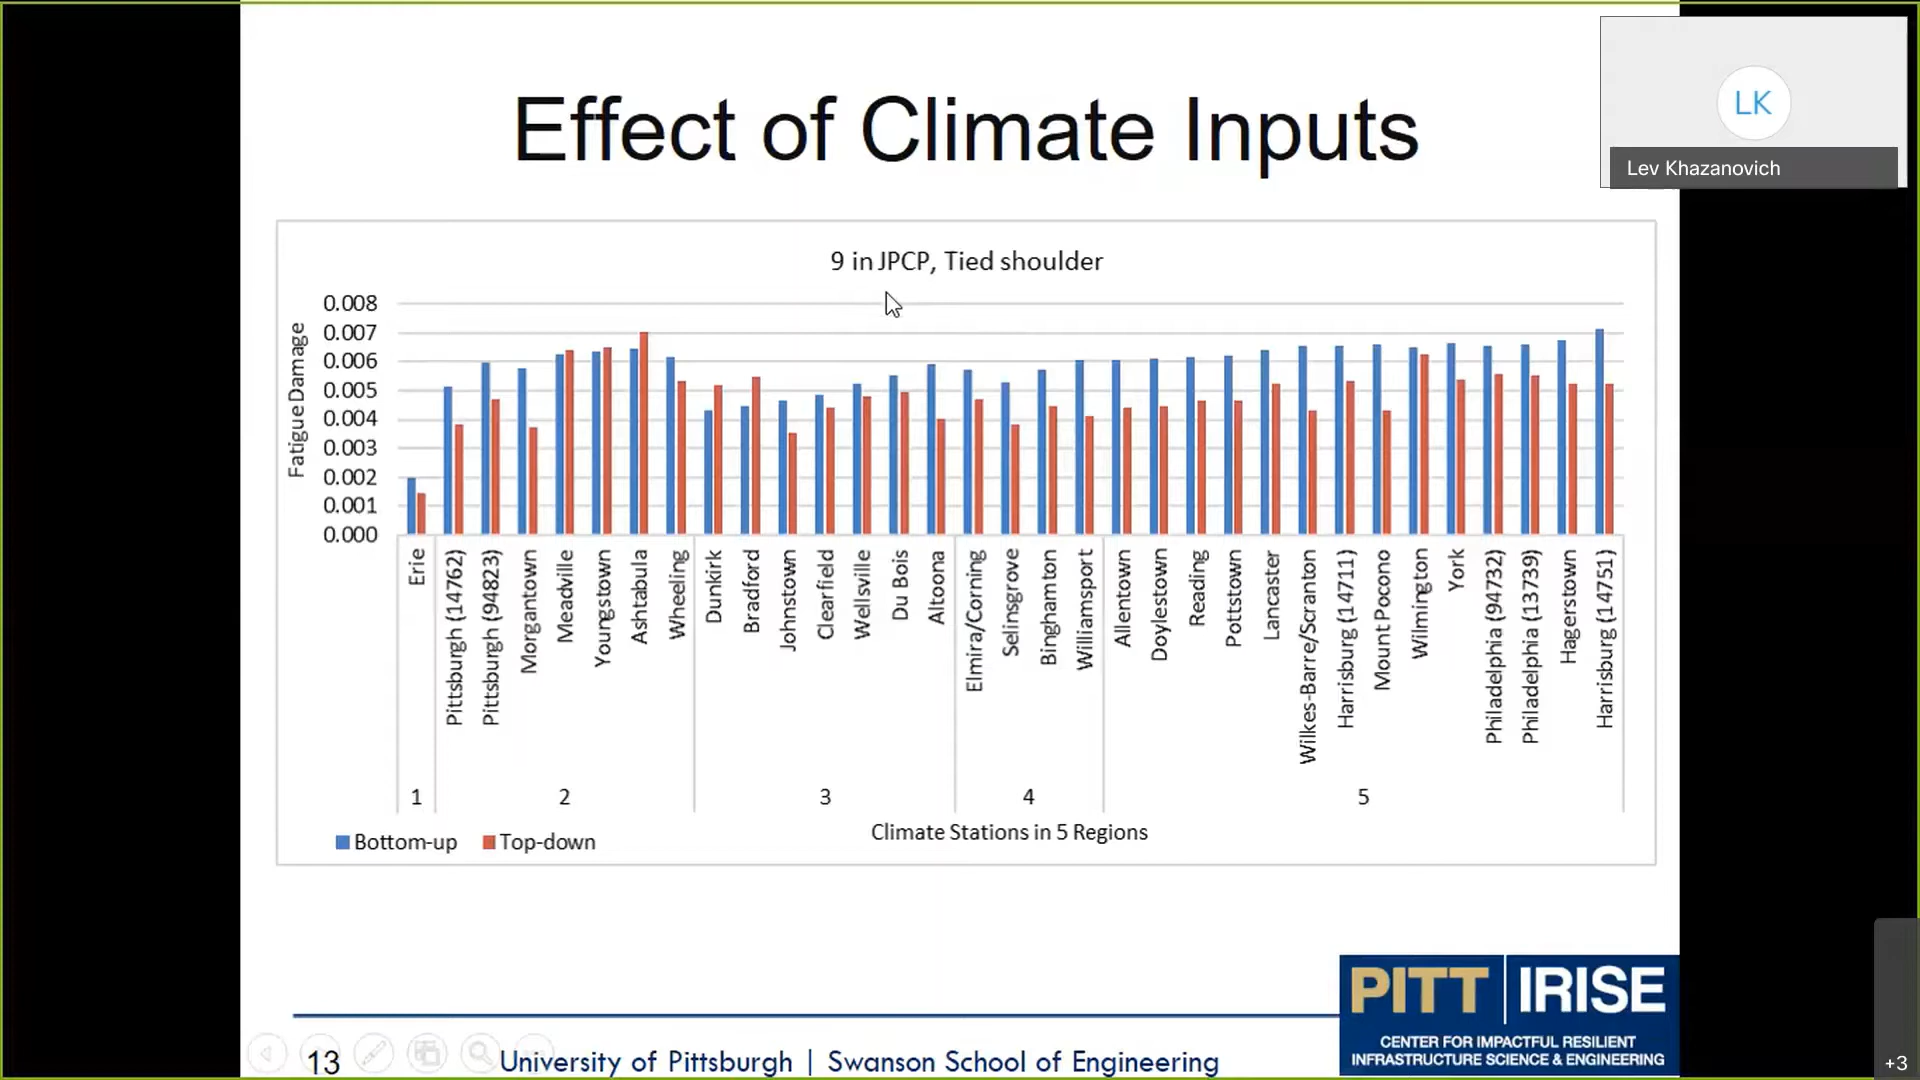 Effect of Climate Inputs
LK
Lev Khazanovich
9 in JPCP, Tied shoulder
Fatigue Damage
0.008
0.007
0.006
0.005
0.004
0.003
0.002
0.001
0.000
Erie
Pittsburgh (14762)
Pittsburgh (94823)
Morgantown
Meadville
Youngstown
Ashtabula
Wheeling
Dunkirk
Bradford
Johnstown
Clearfield
Wellsville
Du Bois
Altoona
Elmira/Corning
Selinsgrove
Binghamton
Williamsport
Allentown
Doylestown
Reading
Pottstown
Lancaster
Wilkes-Barre/Scranton
Harrisburg (14711)
Mount Pocono
Wilmington
York
Philadelphia (94732)
Philadelphia (13739)
Hagerstown
Harrisburg (14751)
1
2
3
4
5
Climate Stations in 5 Regions
Bottom-up
Top-down
13
University of Pittsburgh | Swanson School of Engineering
PITT IRISE
CENTER FOR IMPACTFUL RESILIENT
INFRASTRUCTURE SCIENCE & ENGINEERING
+3